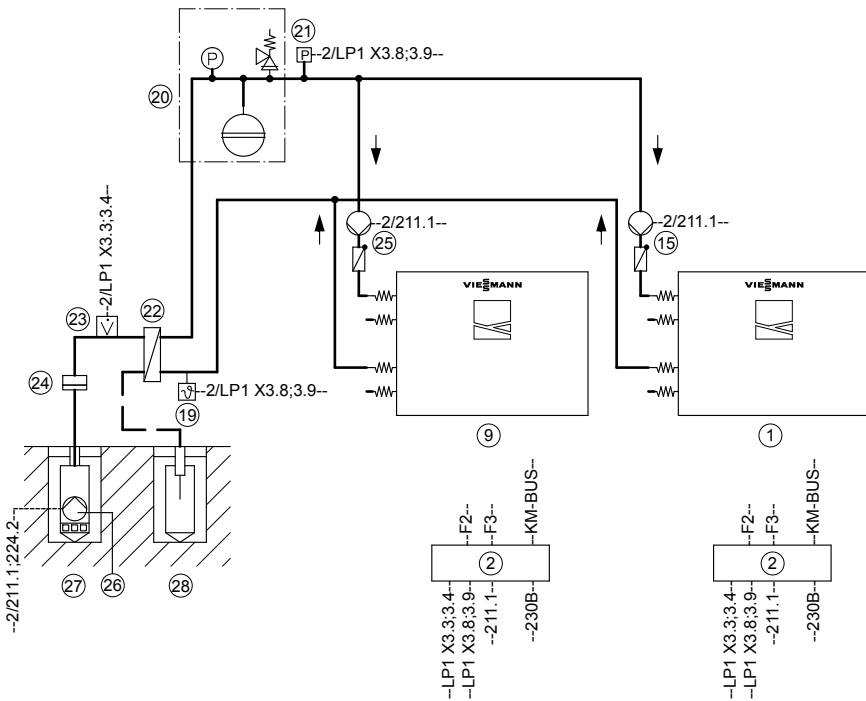 21
P
P --2/LP1 X3.8;3.9--
20
--2/LP1 X3.3;3.4--
--2/211.1--
25
--2/211.1--
15
VIESMANN
VIESMANN
23
22
24
ϑ --2/LP1 X3.8;3.9--
19
9
1
--2/211.1;224.2--
27
26
28
--F2--
--F3--
--KM-BUS--
2
--LP1 X3.3;3.4--
--LP1 X3.8;3.9--
--211.1--
--230B--
--F2--
--F3--
--KM-BUS--
2
--LP1 X3.3;3.4--
--LP1 X3.8;3.9--
--211.1--
--230B--